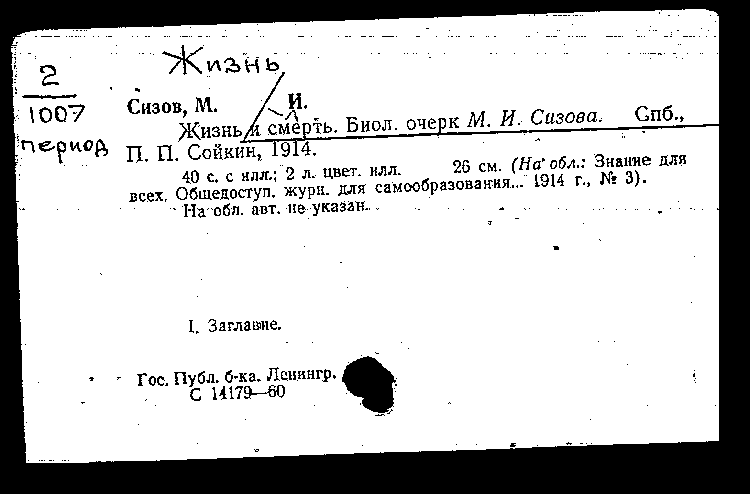 Жизнь
2
1007
период
Сизов, М. И.
Жизнь и смерть. Биол. очерк М. И. Сизова. Спб.,
П. П. Сойкин, 1914.
40 с. с илл.; 2 л. цвет. илл. 26 см. (На обл.: Знание для
всех. Общедоступ. журн. для самообразования... 1914 г., № 3).
На обл. авт. не указан.
I. Заглавие.
Гос. Публ. б-ка. Ленингр.
С 14179—60